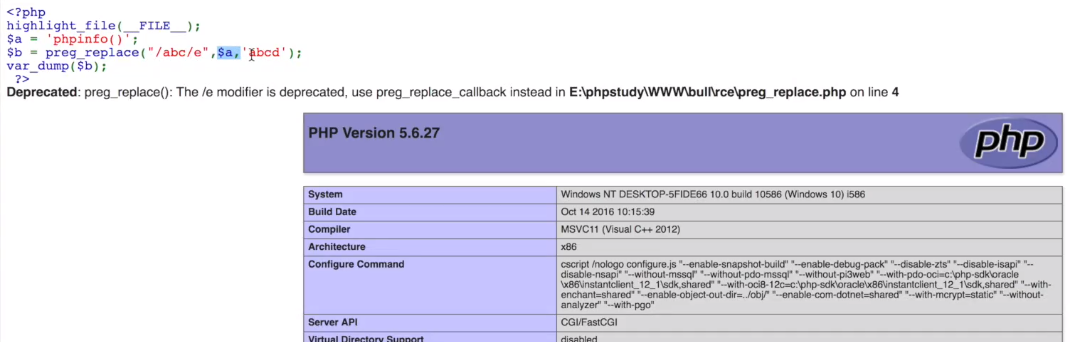 <?php
highlight_file(__FILE__);
$a = 'phpinfo()';
$b = preg_replace("/abc/e",$a,'abcd');
var_dump($b);
?>
Deprecated: preg_replace(): The /e modifier is deprecated, use preg_replace_callback instead in E:\phpstudy\WWW\bull\rce\preg_replace.php on line 4
PHP Version 5.6.27
php
System Windows NT DESKTOP-5FIDE66 10.0 build 10586 (Windows 10) i586
Build Date Oct 14 2016 10:15:39
Compiler MSVC11 (Visual C++ 2012)
Architecture x86
Configure Command cscript /nologo configure.js "--enable-snapshot-build" "--enable-debug-pack" "--disable-zts" "--disable-isapi" "--
disable-nsapi" "--without-mssql" "--without-pdo-mssql" "--without-pi3web" "--with-pdo-oci=c:\php-sdk\oracle
\x86\instantclient_12_1\sdk,shared" "--with-oci8-12c=c:\php-sdk\oracle\x86\instantclient_12_1\sdk,shared" "--with-
enchant=shared" "--enable-object-out-dir=../obj/" "--enable-com-dotnet=shared" "--with-mcrypt=static" "--without-
analyzer" "--with-pgo"
Server API CGI/FastCGI
Virtual Directory Support disabled